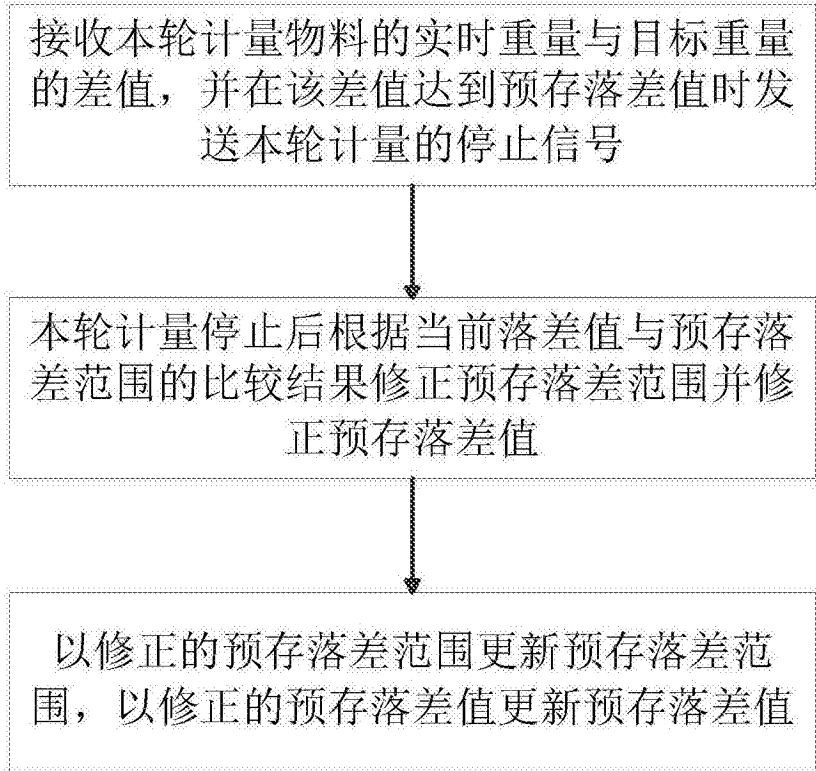 接收本轮计量物料的实时重量与目标重量
的差值，并在该差值达到预存落差值时发
送本轮计量的停止信号
本轮计量停止后根据当前落差值与预存落
差范围的比较结果修正预存落差范围并修
正预存落差值
以修正的预存落差范围更新预存落差范
围，以修正的预存落差值更新预存落差值